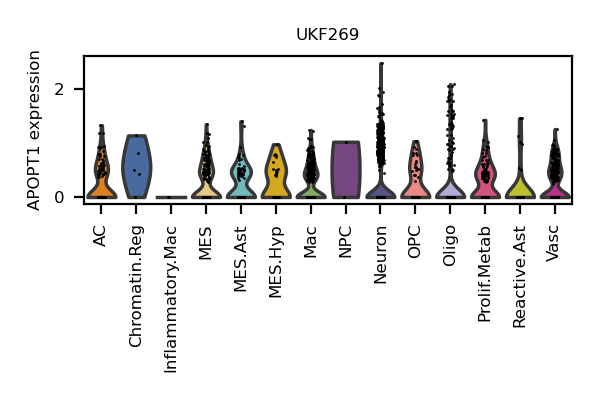 UKF269
APOPT1 expression
2
0
AC
Chromatin.Reg
Inflammatory.Mac
MES
MES.Ast
MES.Hyp
Mac
NPC
Neuron
OPC
Oligo
Prolif.Metab
Reactive.Ast
Vasc